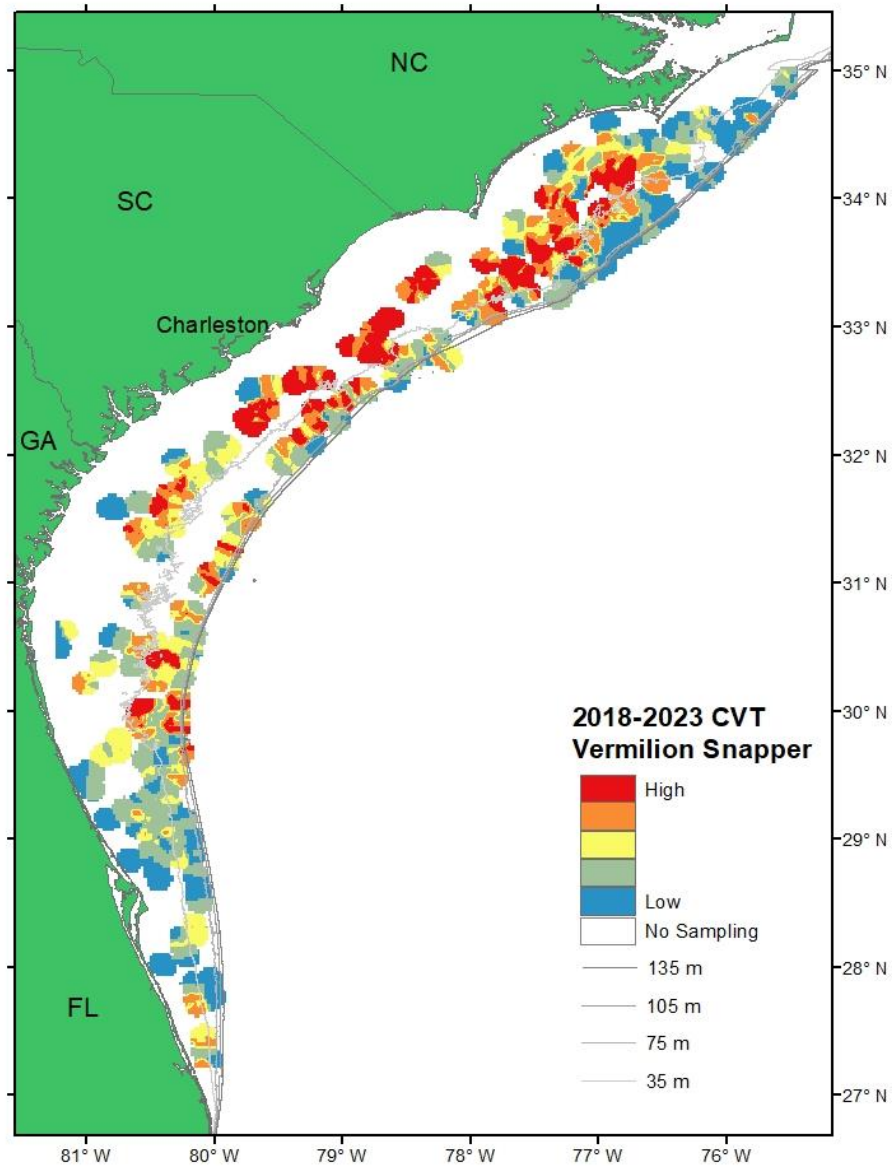 NC
35° N
SC
34° N
Charleston
33° N
GA
32° N
31° N
30° N
2018-2023 CVT
Vermilion Snapper
High
Low
No Sampling
135 m
105 m
75 m
35 m
29° N
28° N
FL
27° N
81° W 80° W 79° W 78° W 77° W 76° W